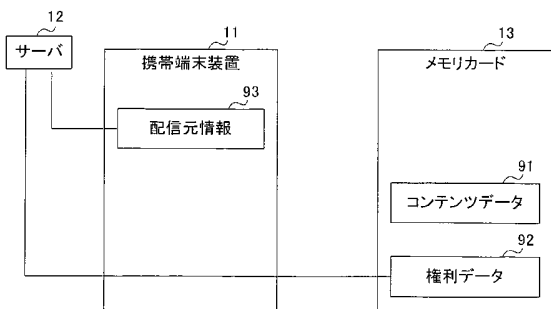 12
サーバ
11
携帯端末装置
93
配信元情報
13
メモリカード
91
コンテンツデータ
92
権利データ